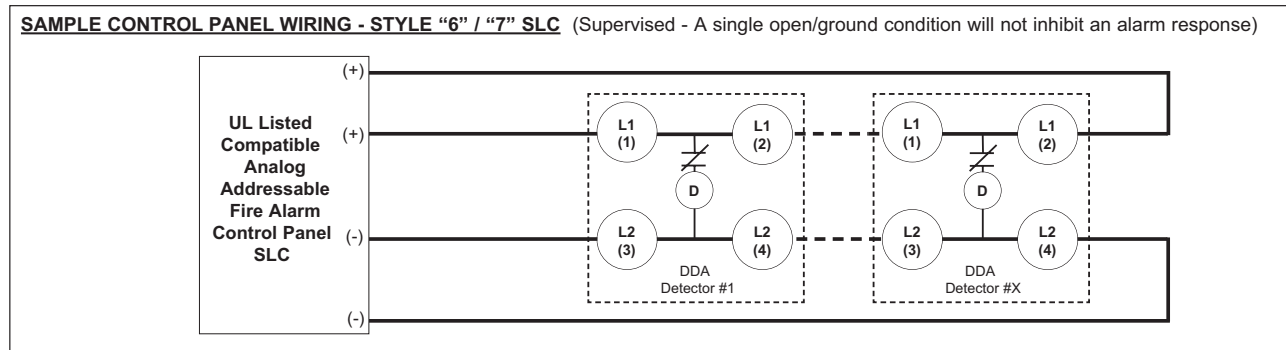 SAMPLE CONTROL PANEL WIRING - STYLE “6” / “7” SLC (Supervised - A single open/ground condition will not inhibit an alarm response)
UL Listed
Compatible
Analog
Addressable
Fire Alarm
Control Panel
SLC
(+)
(+)
(-)
(-)
L1
(1)
L1
(2)
D
L2
(3)
L2
(4)
DDA
Detector #1
L1
(1)
L1
(2)
D
L2
(3)
L2
(4)
DDA
Detector #X